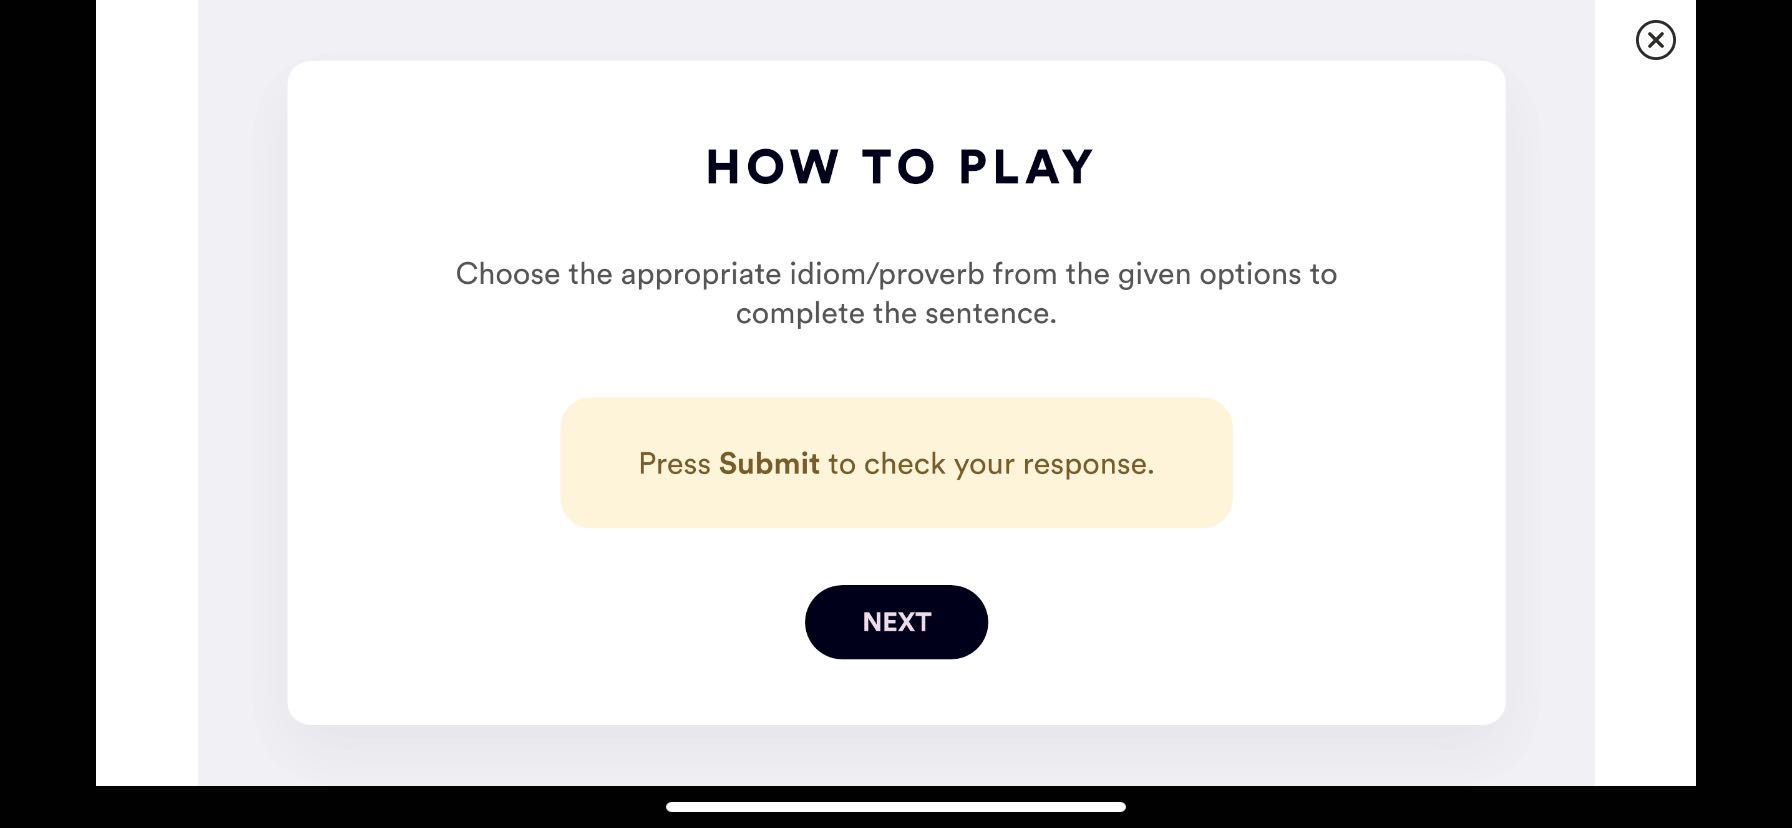 HOW TO PLAY
Choose the appropriate idiom/proverb from the given options to
complete the sentence.
Press Submit to check your response.
NEXT